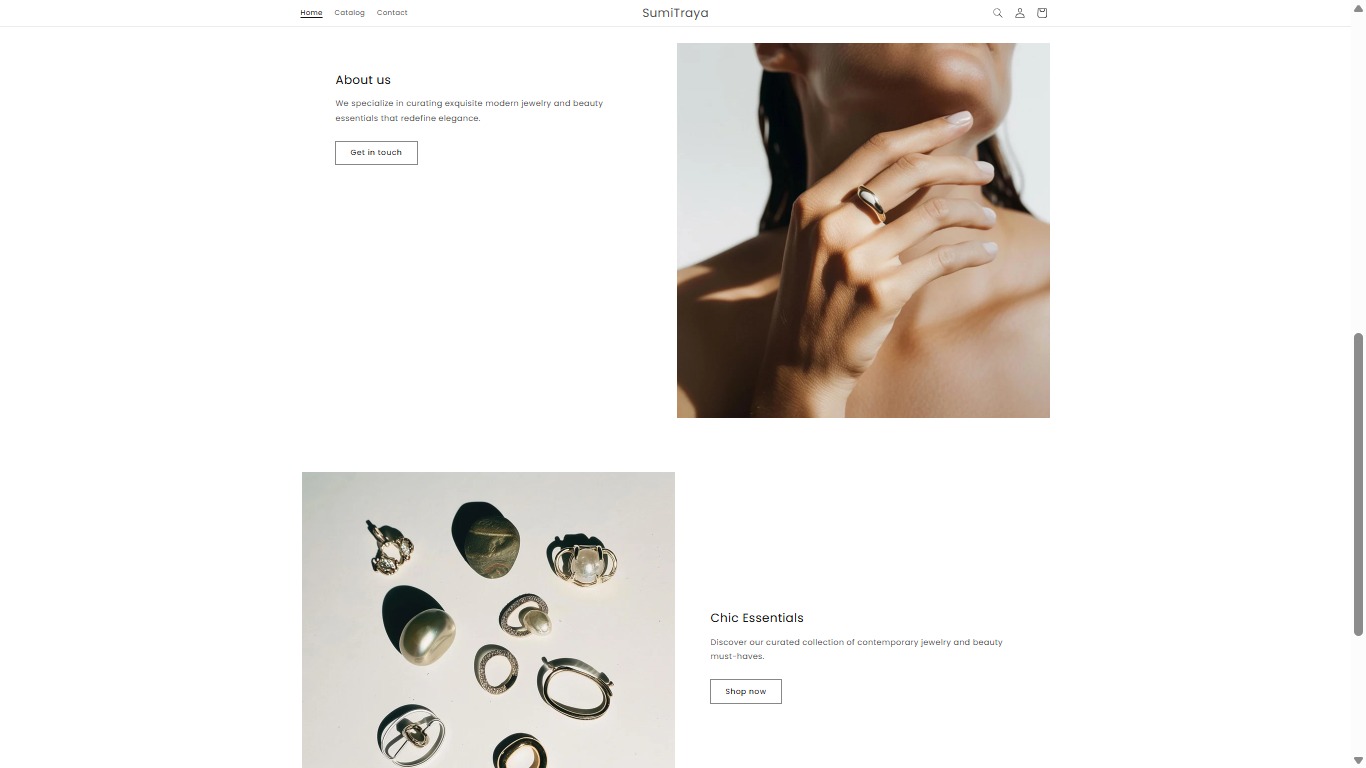 Home Catalog Contact SumiTraya
About us
We specialize in curating exquisite modern jewelry and beauty
essentials that redefine elegance.
Get in touch
Chic Essentials
Discover our curated collection of contemporary jewelry and beauty
must-haves.
Shop now